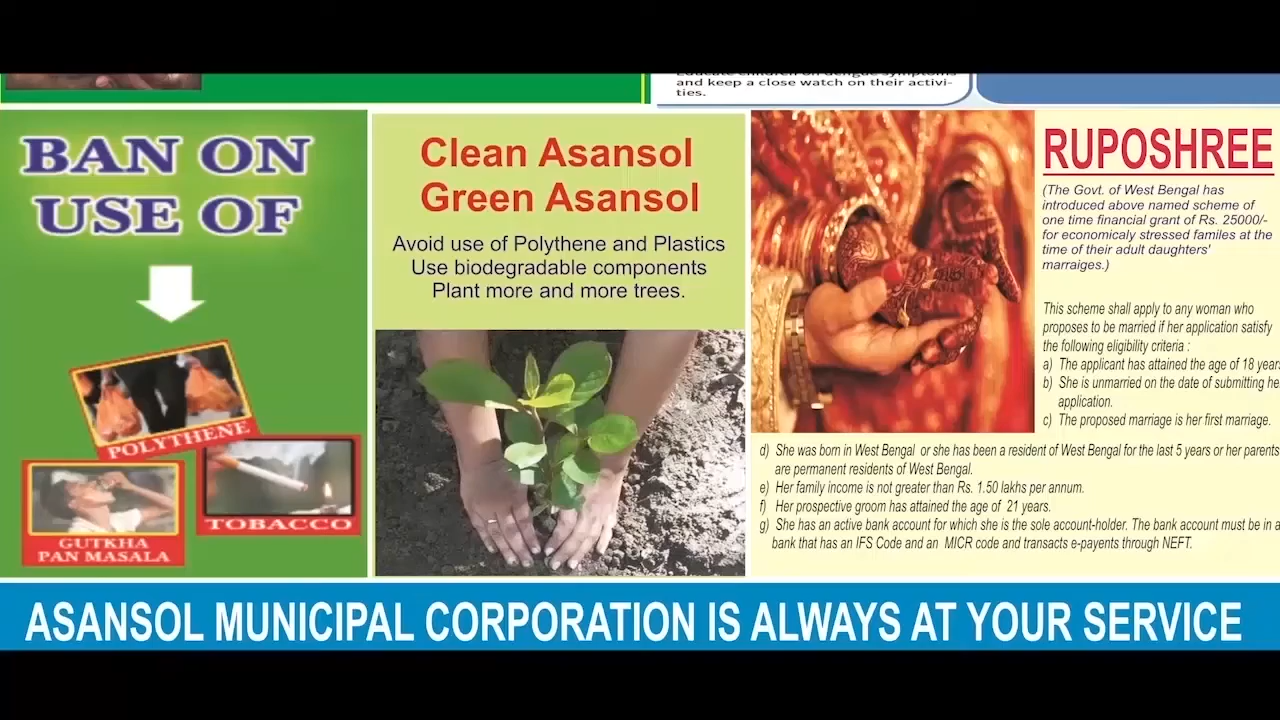 Educate children on dengue symptoms
and keep a close watch on their activi-
ties.
BAN ON
USE OF
POLYTHENE
TOBACCO
GUTKHA
PAN MASALA
Clean Asansol
Green Asansol
Avoid use of Polythene and Plastics
Use biodegradable components
Plant more and more trees.
RUPOSHREE
(The Govt. of West Bengal has
introduced above named scheme of
one time financial grant of Rs. 25000/-
for economicaly stressed familes at the
time of their adult daughters'
marraiges.)
This scheme shall apply to any woman who
proposes to be married if her application satisfy
the following eligibility criteria :
a) The applicant has attained the age of 18 years
b) She is unmarried on the date of submitting he
application.
c) The proposed marriage is her first marriage.
d) She was born in West Bengal or she has been a resident of West Bengal for the last 5 years or her parents
are permanent residents of West Bengal.
e) Her family income is not greater than Rs. 1.50 lakhs per annum.
f) Her prospective groom has attained the age of 21 years.
g) She has an active bank account for which she is the sole account-holder. The bank account must be in a
bank that has an IFS Code and an MICR code and transacts e-payents through NEFT.
ASANSOL MUNICIPAL CORPORATION IS ALWAYS AT YOUR SERVICE